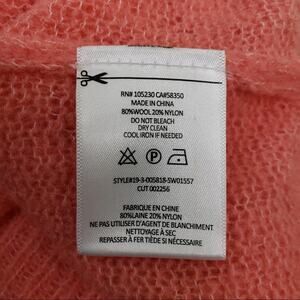 RN# 105230 CA#58350
MADE IN CHINA
80%WOOL 20% NYLON
DO NOT BLEACH
DRY CLEAN
COOL IRON IF NEEDED
P
STYLE#19-3-005818-SW01557
CUT 002256
FABRIQUE EN CHINE
80%LAINE 20% NYLON
NE PAS UTILISER D'AGENT DE BLANCHIMENT
NETTOYAGE À SEC
REPASSER À FER TIÈDE SI NÉCESSAIRE